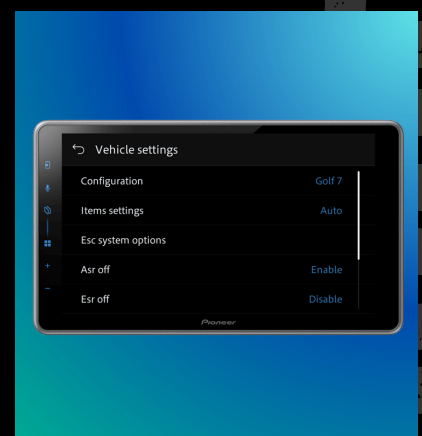 Vehicle settings
Configuration Golf 7
Items settings Auto
Esc system options
Asr off Enable
Esr off Disable
Pioneer